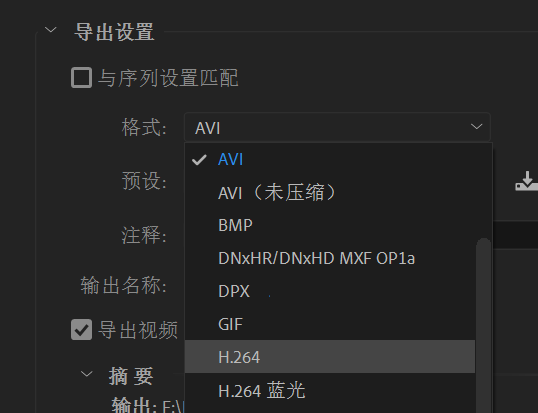 导出设置
与序列设置匹配
格式: AVI
AVI
预设:
AVI（未压缩）
BMP
注释:
DNxHR/DNxHD MXF OP1a
输出名称:
DPX
GIF
导出视频
H.264
摘要
H.264 蓝光
输出: